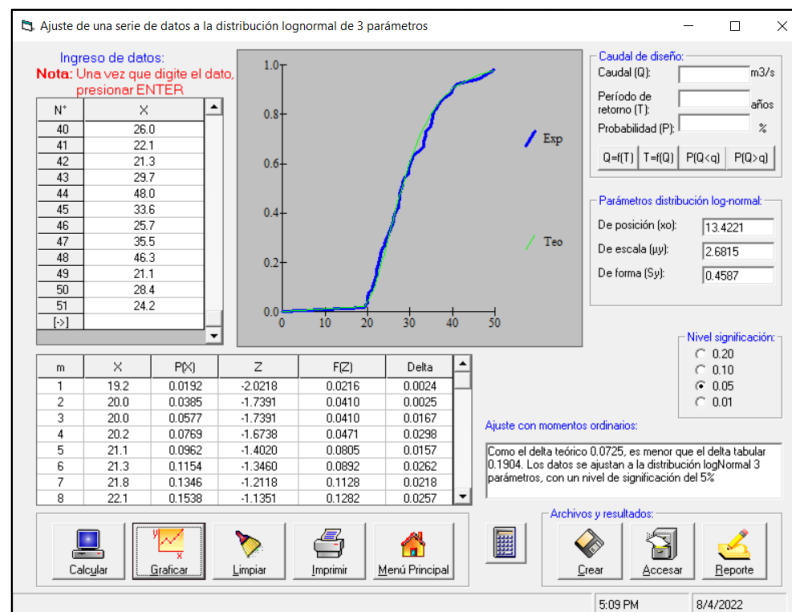 Ajuste de una serie de datos a la distribución lognormal de 3 parámetros
Ingreso de datos:
Nota: Una vez que digite el dato,
presionar ENTER
N° X
40 26.0
41 22.1
42 21.3
43 29.7
44 48.0
45 33.6
46 25.7
47 35.5
48 46.3
49 21.1
50 28.4
51 24.2
[->]
1.0
0.8
0.6
0.4
0.2
0.0
0 10 20 30 40 50
Exp
Teo
Caudal de diseño:
Caudal (Q): m3/s
Período de
retorno (T): años
Probabilidad (P): %
Q=f(T) T=f(Q) P(Q<q) P(Q>q)
Parámetros distribución log-normal:
De posición (xo): 13.4221
De escala (µy): 2.6815
De forma (Sy): 0.4587
Nivel significación:
0.20
0.10
0.05
0.01
m X P(X) Z F(Z) Delta
1 19.2 0.0192 -2.0218 0.0216 0.0024
2 20.0 0.0385 -1.7391 0.0410 0.0025
3 20.0 0.0577 -1.7391 0.0410 0.0167
4 20.2 0.0769 -1.6738 0.0471 0.0298
5 21.1 0.0962 -1.4020 0.0805 0.0157
6 21.3 0.1154 -1.3460 0.0892 0.0262
7 21.8 0.1346 -1.2118 0.1128 0.0218
8 22.1 0.1538 -1.1351 0.1282 0.0257
Ajuste con momentos ordinarios:
Como el delta teórico 0.0725, es menor que el delta tabular
0.1904. Los datos se ajustan a la distribución logNormal 3
parámetros, con un nivel de significación del 5%
Calcular Graficar Limpiar Imprimir Menú Principal
Archivos y resultados:
Crear Accesar Reporte
5:09 PM 8/4/2022